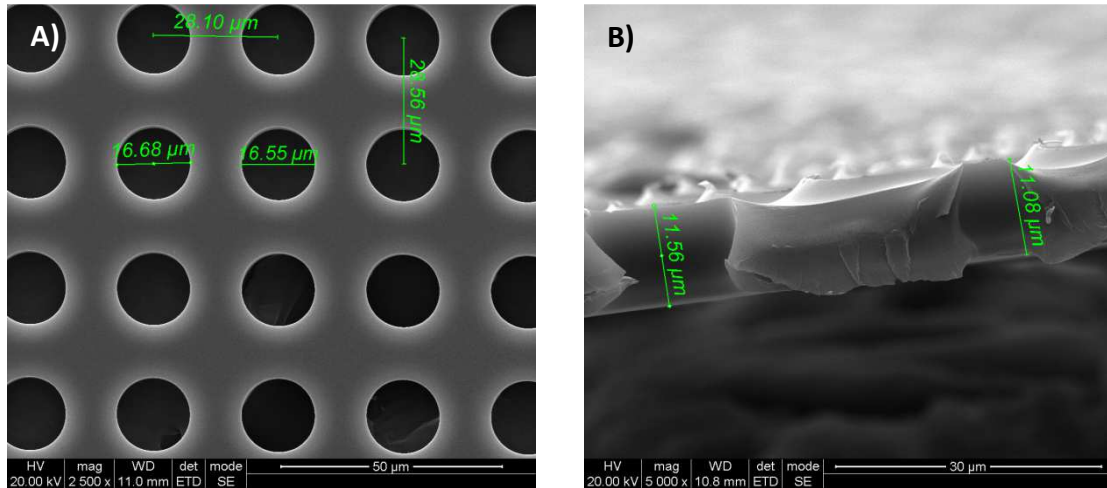 A)
28.10 µm
28.56 µm
16.68 µm
16.55 µm
HV mag WD det mode
20.00 kV 2 500 x 11.0 mm ETD SE
50 µm
B)
11.56 µm
11.08 µm
HV mag WD det mode
20.00 kV 5 000 x 10.8 mm ETD SE
30 µm